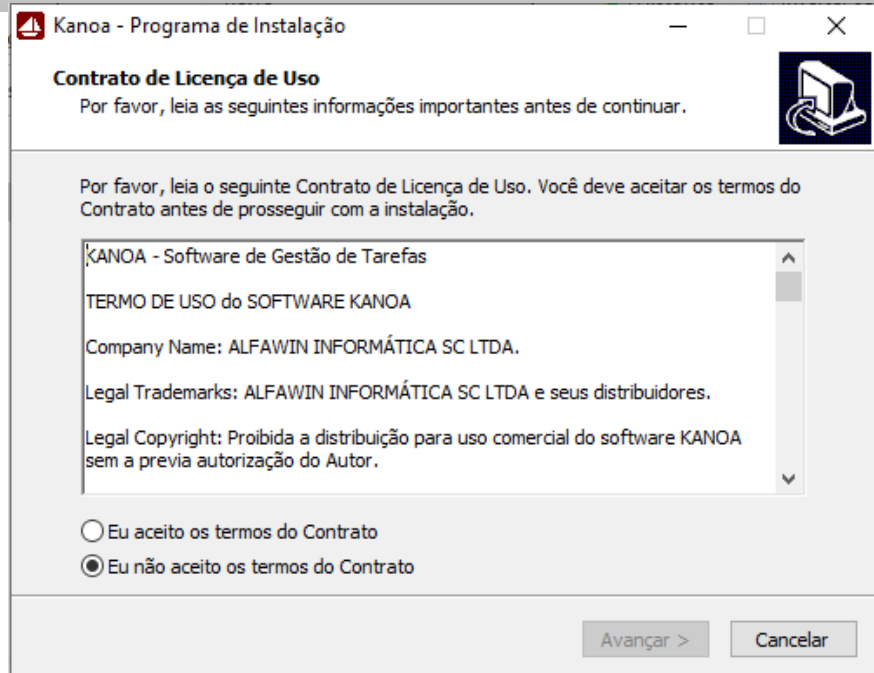 Kanoa - Programa de Instalação
Contrato de Licença de Uso
Por favor, leia as seguintes informações importantes antes de continuar.
Por favor, leia o seguinte Contrato de Licença de Uso. Você deve aceitar os termos do
Contrato antes de prosseguir com a instalação.
KANOA - Software de Gestão de Tarefas
TERMO DE USO do SOFTWARE KANOA
Company Name: ALFAWIN INFORMÁTICA SC LTDA.
Legal Trademarks: ALFAWIN INFORMÁTICA SC LTDA e seus distribuidores.
Legal Copyright: Proibida a distribuição para uso comercial do software KANOA
sem a previa autorização do Autor.
Eu aceito os termos do Contrato
Eu não aceito os termos do Contrato
Avançar >
Cancelar